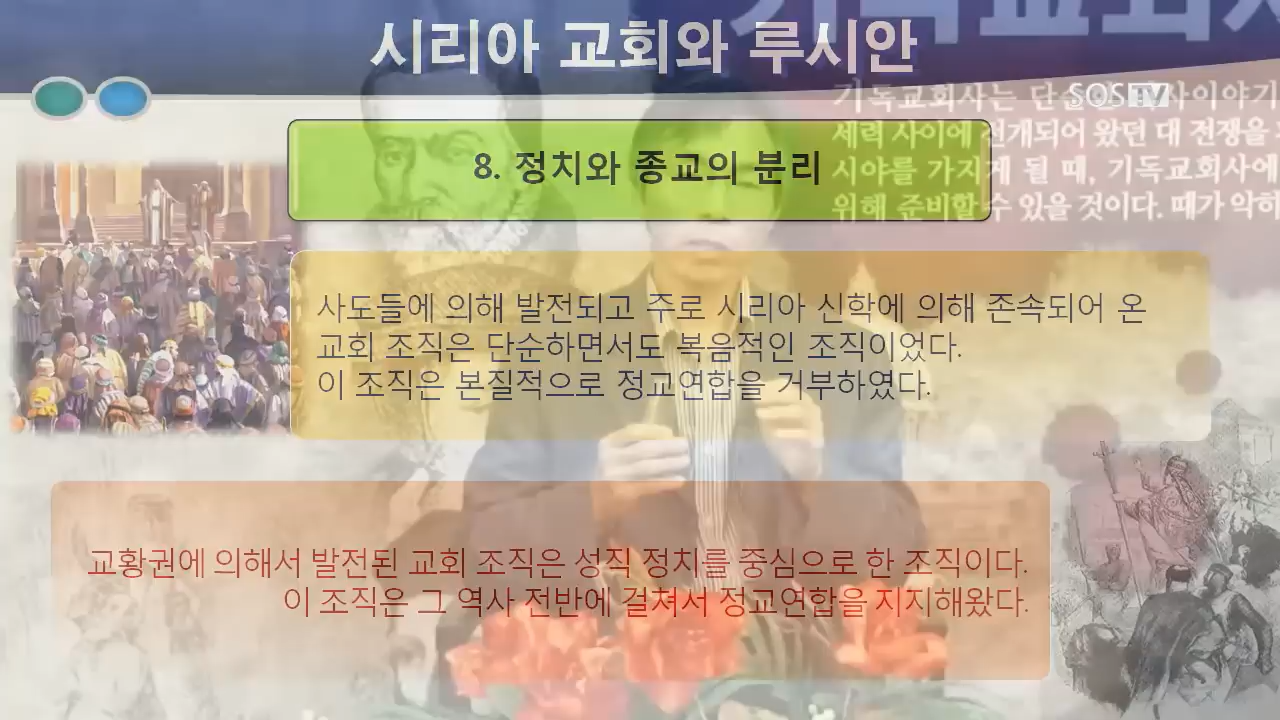 시리아 교회와 루시안
SOSTV
기독교회사는
세력 사이에 전개되어 왔던 대 전쟁을
시야를 가지게 될 때, 기독교회사에
위해 준비할 수 있을 것이다. 때가 악하
8. 정치와 종교의 분리
사도들에 의해 발전되고 주로 시리아 신학에 의해 존속되어 온
교회 조직은 단순하면서도 복음적인 조직이었다.
이 조직은 본질적으로 정교연합을 거부하였다.
교황권에 의해서 발전된 교회 조직은 성직 정치를 중심으로 한 조직이다.
이 조직은 그 역사 전반에 걸쳐서 정교연합을 지지해왔다.